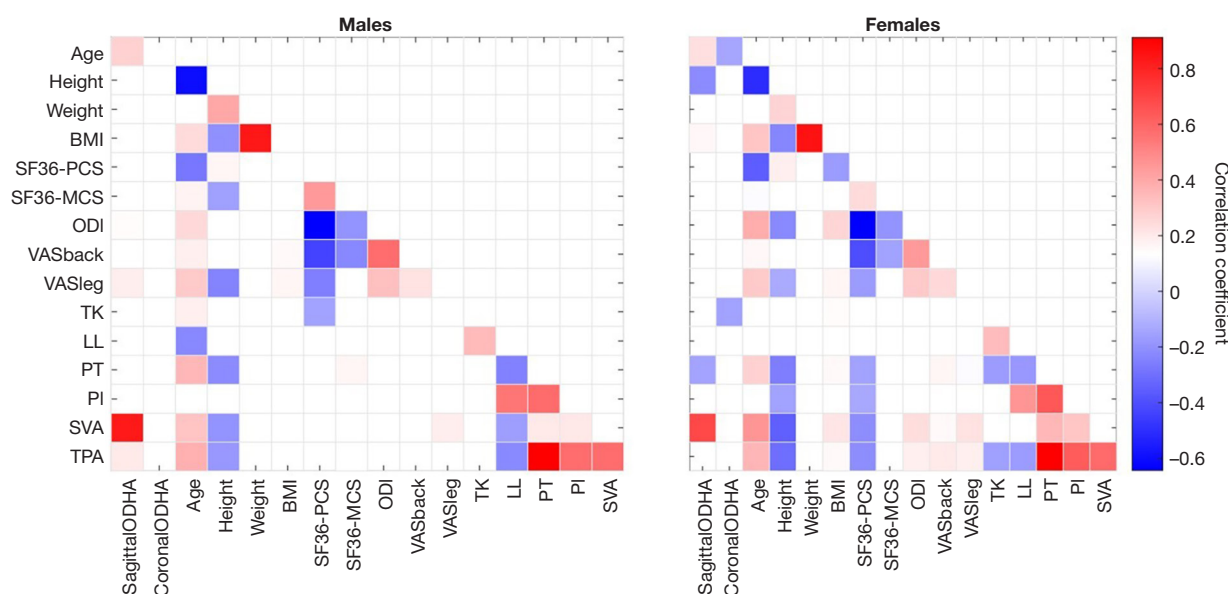 Males
Females
Age
Height
Weight
BMI
SF36-PCS
SF36-MCS
ODI
VASback
VASleg
TK
LL
PT
PI
SVA
TPA
SagittalODHA
CoronalODHA
Age
Height
Weight
BMI
SF36-PCS
SF36-MCS
ODI
VASback
VASleg
TK
LL
PT
PI
SVA
SagittalODHA
CoronalODHA
Age
Height
Weight
BMI
SF36-PCS
SF36-MCS
ODI
VASback
VASleg
TK
LL
PT
PI
SVA
0.8
0.6
0.4
0.2
0
–0.2
–0.4
–0.6
Correlation coefficient